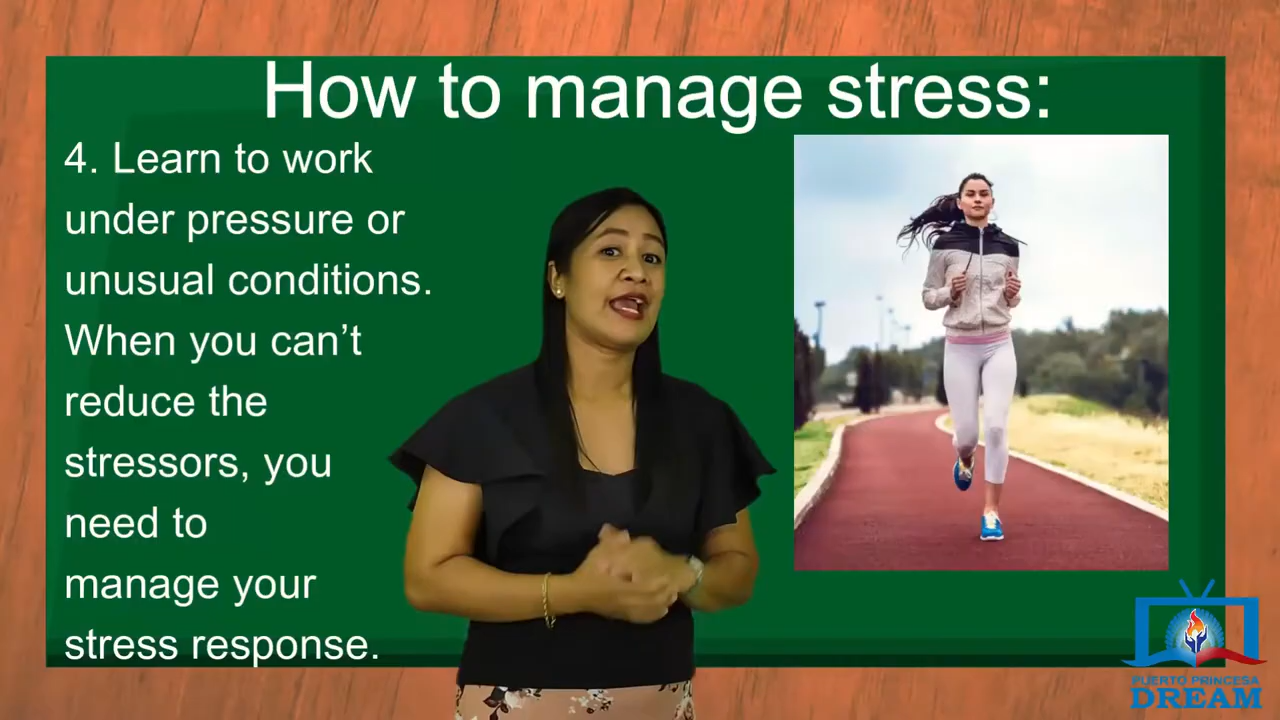 How to manage stress:
4. Learn to work
under pressure or
unusual conditions.
When you can’t
reduce the
stressors, you
need to
manage your
stress response.
PUERTO PRINCESA
DREAM